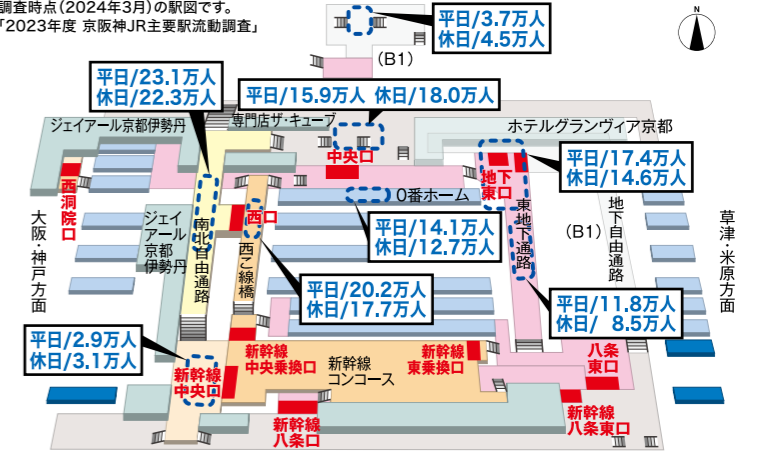 調査時点(2024年3月)の駅図です。
「2023年度 京阪神JR主要駅流動調査」
平日/3.7万人
休日/4.5万人
N
(B1)
平日/23.1万人
休日/22.3万人
平日/15.9万人 休日/18.0万人
ジェイアール京都伊勢丹
専門店ザ・キューブ
ホテルグランヴィア京都
中央口
平日/17.4万人
休日/14.6万人
西洞院口
地下東口
0番ホーム
西口
大阪・神戸方面
ジェイアール京都伊勢丹
南北自由通路
西こ線橋
平日/14.1万人
休日/12.7万人
東地下通路
(B1)
地下自由通路
草津・米原方面
平日/20.2万人
休日/17.7万人
平日/11.8万人
休日/ 8.5万人
平日/2.9万人
休日/3.1万人
新幹線
中央口
新幹線
中央乗換口
新幹線
コンコース
新幹線
東乗換口
八条
東口
新幹線
八条口
新幹線
八条東口